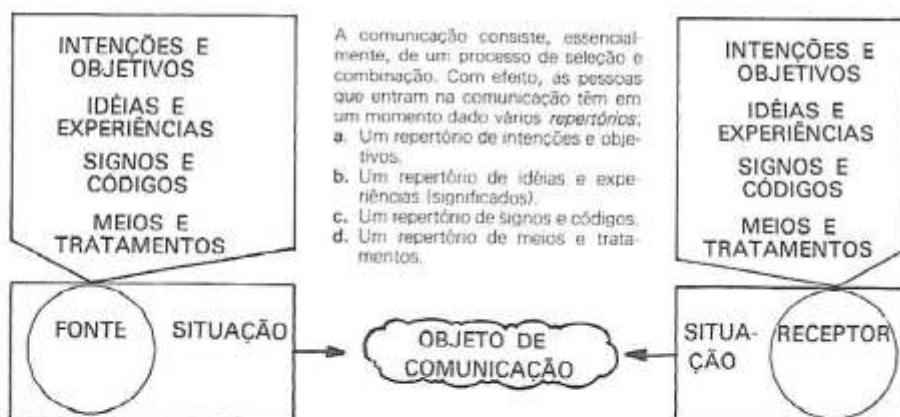 INTENÇÕES E
OBJETIVOS
IDÉIAS E
EXPERIÊNCIAS
SIGNOS E
CÓDIGOS
MEIOS E
TRATAMENTOS
A comunicação consiste, essencial-
mente, de um processo de seleção e
combinação. Com efeito, as pessoas
que entram na comunicação têm em
um momento dado vários repertórios:
a. Um repertório de intenções e obje-
tivos.
b. Um repertório de idéias e expe-
riências (significados).
c. Um repertório de signos e códigos.
d. Um repertório de meios e trata-
mentos.
INTENÇÕES E
OBJETIVOS
IDÉIAS E
EXPERIÊNCIAS
SIGNOS E
CÓDIGOS
MEIOS E
TRATAMENTOS
FONTE
SITUAÇÃO
OBJETO DE
COMUNICAÇÃO
SITUA-
ÇÃO
RECEPTOR